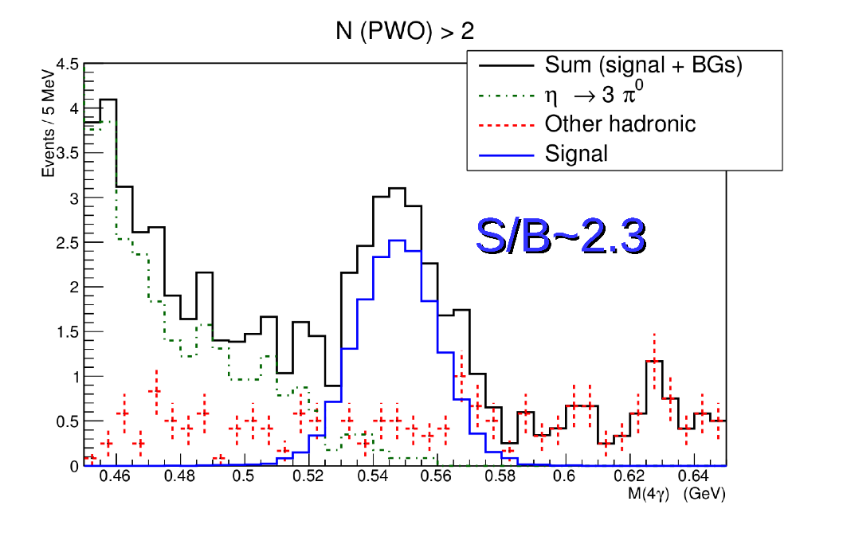 N (PWO) > 2
Sum (signal + BGs)
η → 3 π⁰
Other hadronic
Signal
S/B~2.3
Events / 5 MeV
4.5
4
3.5
3
2.5
2
1.5
1
0.5
0
0.46 0.48 0.5 0.52 0.54 0.56 0.58 0.6 0.62 0.64
M(4γ) (GeV)